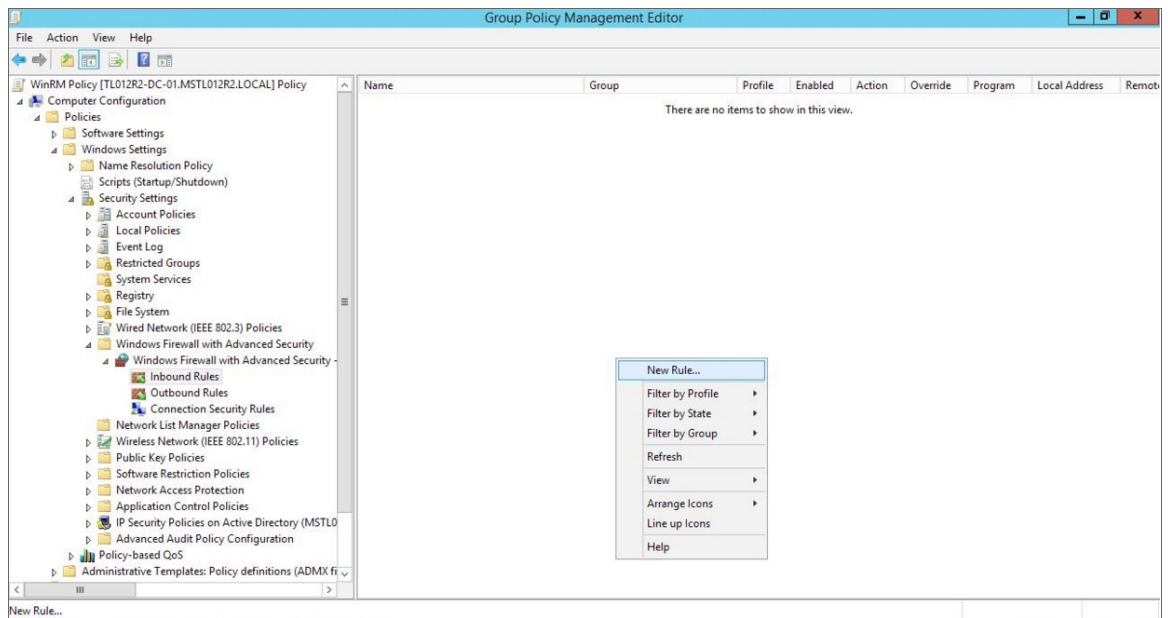 Group Policy Management Editor
File Action View Help
WinRM Policy [TL012R2-DC-01.MSTL012R2.LOCAL] Policy
Computer Configuration
Policies
Software Settings
Windows Settings
Name Resolution Policy
Scripts (Startup/Shutdown)
Security Settings
Account Policies
Local Policies
Event Log
Restricted Groups
System Services
Registry
File System
Wired Network (IEEE 802.3) Policies
Windows Firewall with Advanced Security
Windows Firewall with Advanced Security -
Inbound Rules
Outbound Rules
Connection Security Rules
Network List Manager Policies
Wireless Network (IEEE 802.11) Policies
Public Key Policies
Software Restriction Policies
Network Access Protection
Application Control Policies
IP Security Policies on Active Directory (MSTL0
Advanced Audit Policy Configuration
Policy-based QoS
Administrative Templates: Policy definitions (ADMX fi
Name Group Profile Enabled Action Override Program Local Address Remot
There are no items to show in this view.
New Rule...
Filter by Profile
Filter by State
Filter by Group
Refresh
View
Arrange Icons
Line up Icons
Help
New Rule...